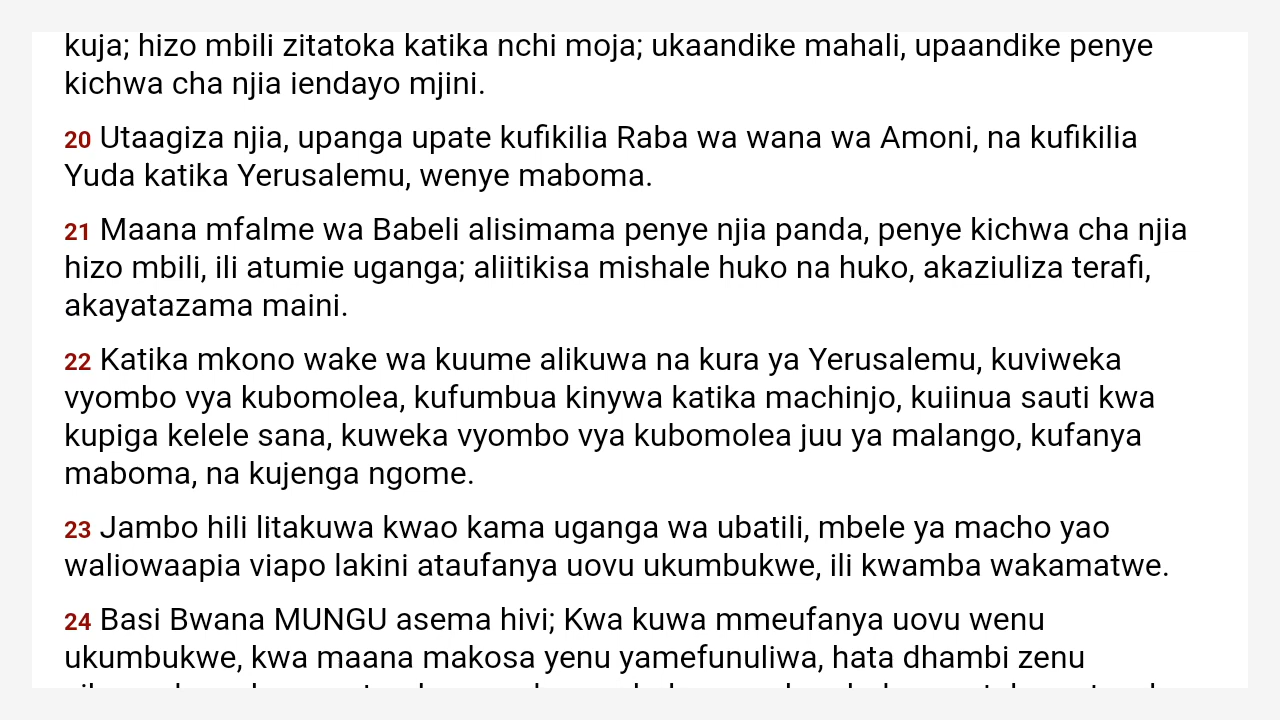 kuja; hizo mbili zitatoka katika nchi moja; ukaandike mahali, upaandike penye
kichwa cha njia iendayo mjini.
20 Utaagiza njia, upanga upate kufikilia Raba wa wana wa Amoni, na kufikilia
Yuda katika Yerusalemu, wenye maboma.
21 Maana mfalme wa Babeli alisimama penye njia panda, penye kichwa cha njia
hizo mbili, ili atumie uganga; aliitikisa mishale huko na huko, akaziuliza terafi,
akayatazama maini.
22 Katika mkono wake wa kuume alikuwa na kura ya Yerusalemu, kuviweka
vyombo vya kubomolea, kufumbua kinywa katika machinjo, kuiinua sauti kwa
kupiga kelele sana, kuweka vyombo vya kubomolea juu ya malango, kufanya
maboma, na kujenga ngome.
23 Jambo hili litakuwa kwao kama uganga wa ubatili, mbele ya macho yao
waliowaapia viapo lakini ataufanya uovu ukumbukwe, ili kwamba wakamatwe.
24 Basi Bwana MUNGU asema hivi; Kwa kuwa mmeufanya uovu wenu
ukumbukwe, kwa maana makosa yenu yamefunuliwa, hata dhambi zenu